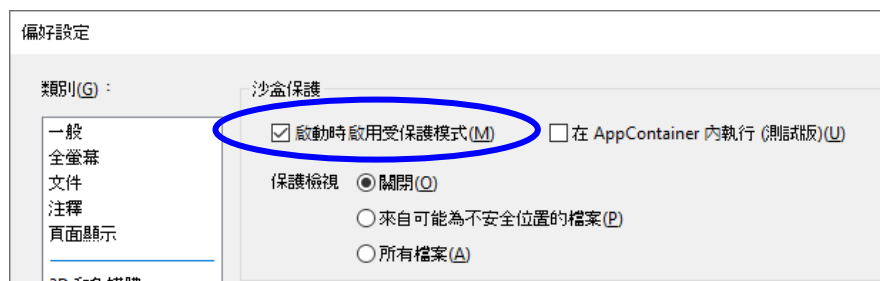 偏好設定
類別(G)：
沙盒保護
一般
全螢幕
文件
注釋
頁面顯示
啟動時啟用受保護模式(M)
在 AppContainer 內執行 (測試版)(U)
保護檢視
關閉(O)
來自可能為不安全位置的檔案(P)
所有檔案(A)